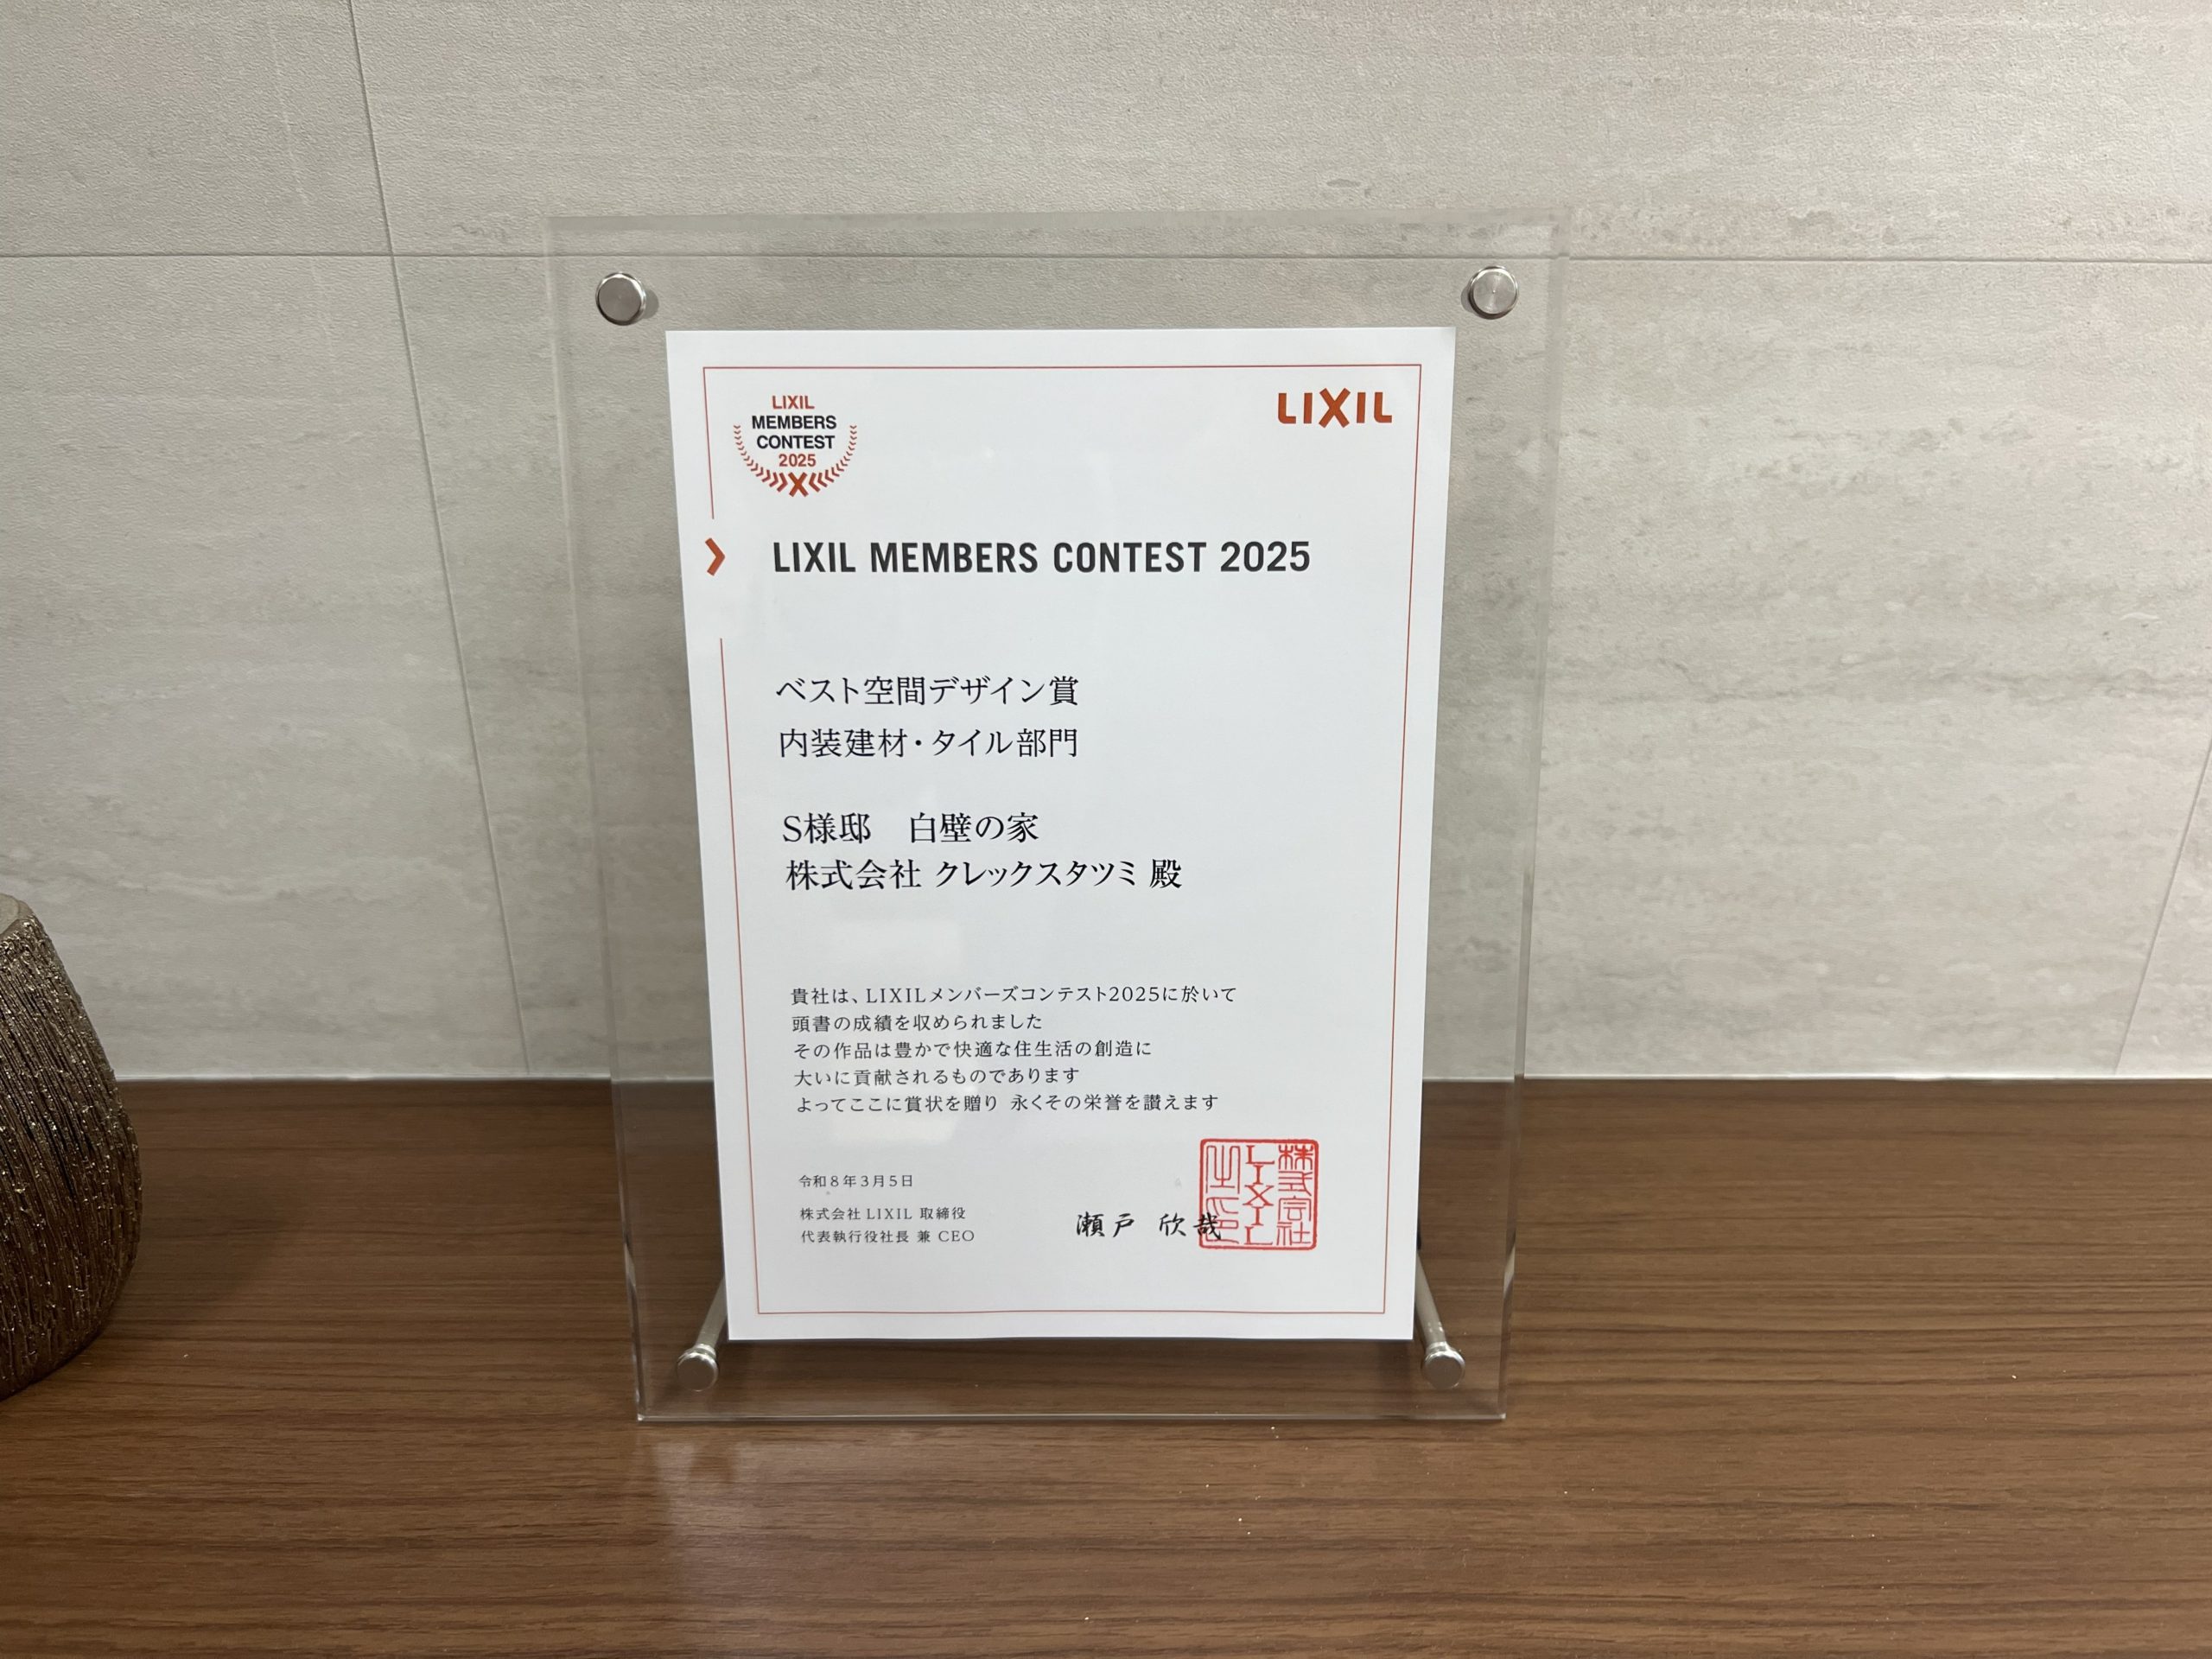 LIXIL
MEMBERS
CONTEST
2025
LIXIL
LIXIL MEMBERS CONTEST 2025
ベスト空間デザイン賞
内装建材・タイル部門
S様邸　白壁の家
株式会社 クレックスタツミ 殿
貴社は、LIXILメンバーズコンテスト2025に於いて
頭書の成績を収められました
その作品は豊かで快適な住生活の創造に
大いに貢献されるものであります
よってここに賞状を贈り 永くその栄誉を讃えます
令和８年３月５日
株式会社 LIXIL 取締役
代表執行役社長 兼 CEO
瀬戸 欣哉
株式会社
LIXIL
之印